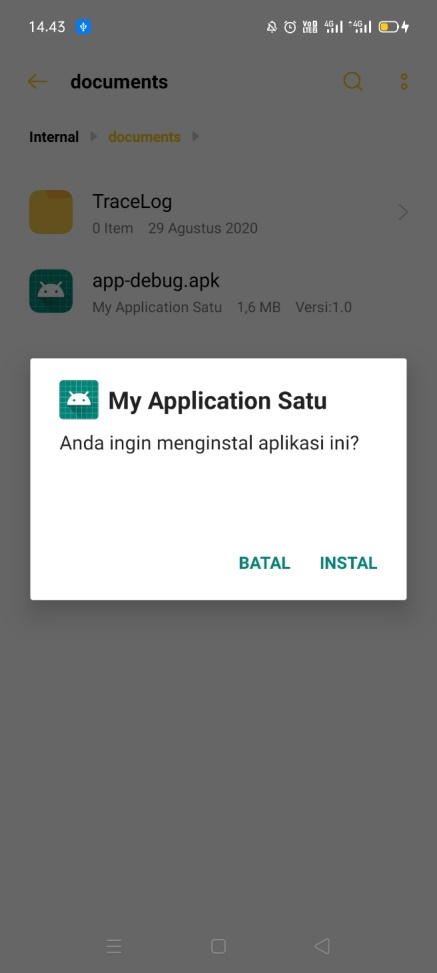 14.43
documents
Internal documents
TraceLog
0 Item 29 Agustus 2020
app-debug.apk
My Application Satu 1,6 MB Versi:1.0
My Application Satu
Anda ingin menginstal aplikasi ini?
BATAL INSTAL